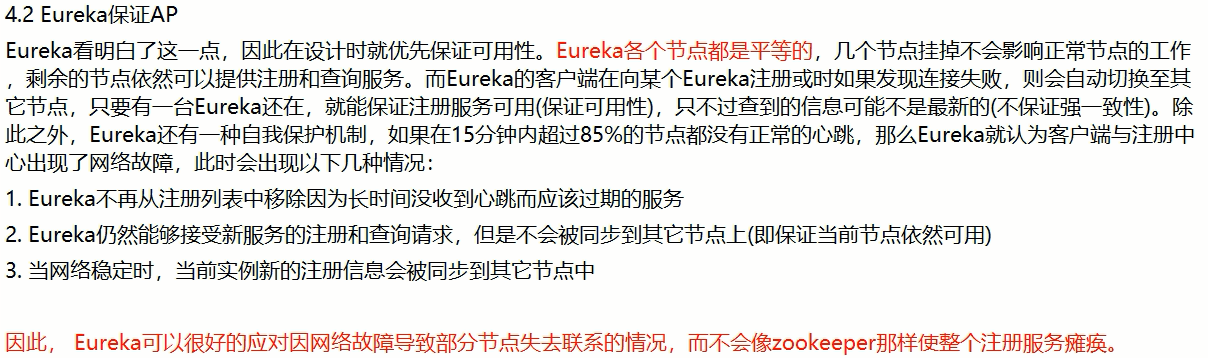 4.2 Eureka保证AP
Eureka看明白了这一点，因此在设计时就优先保证可用性。Eureka各个节点都是平等的，几个节点挂掉不会影响正常节点的工作
，剩余的节点依然可以提供注册和查询服务。而Eureka的客户端在向某个Eureka注册或时如果发现连接失败，则会自动切换至其
它节点，只要有一台Eureka还在，就能保证注册服务可用(保证可用性)，只不过查到的信息可能不是最新的(不保证强一致性)。除
此之外，Eureka还有一种自我保护机制，如果在15分钟内超过85%的节点都没有正常的心跳，那么Eureka就认为客户端与注册中
心出现了网络故障，此时会出现以下几种情况：
1. Eureka不再从注册列表中移除因为长时间没收到心跳而应该过期的服务
2. Eureka仍然能够接受新服务的注册和查询请求，但是不会被同步到其它节点上(即保证当前节点依然可用)
3. 当网络稳定时，当前实例新的注册信息会被同步到其它节点中
因此， Eureka可以很好的应对因网络故障导致部分节点失去联系的情况，而不会像zookeeper那样使整个注册服务瘫痪。